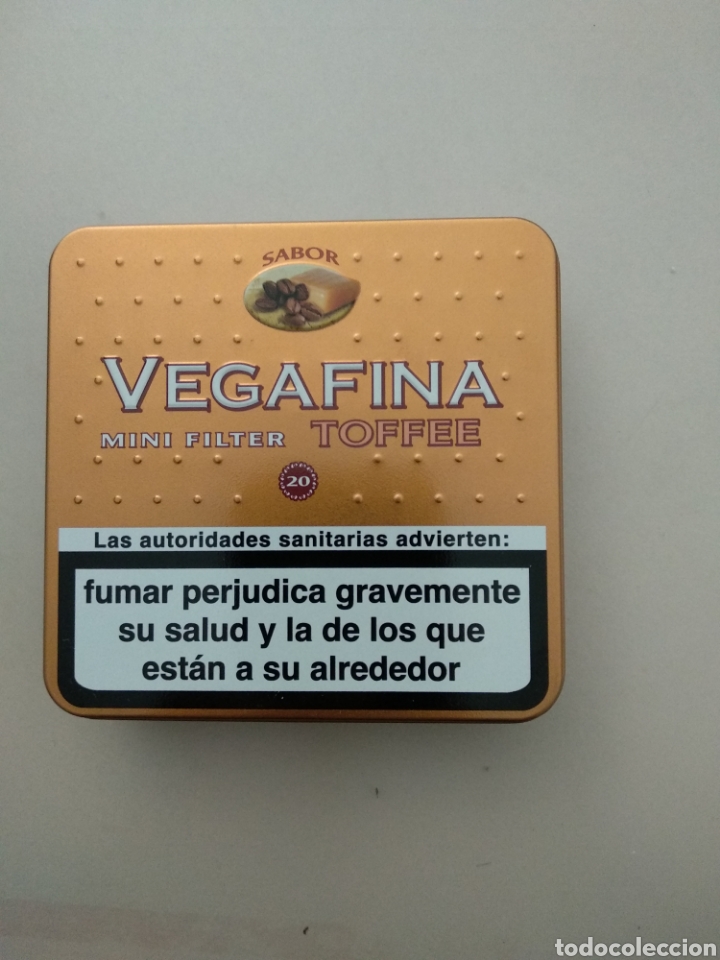 SABOR
VEGAFINA
MINI FILTER TOFFEE
20
Las autoridades sanitarias advierten:
fumar perjudica gravemente
su salud y la de los que
están a su alrededor
todocoleccion